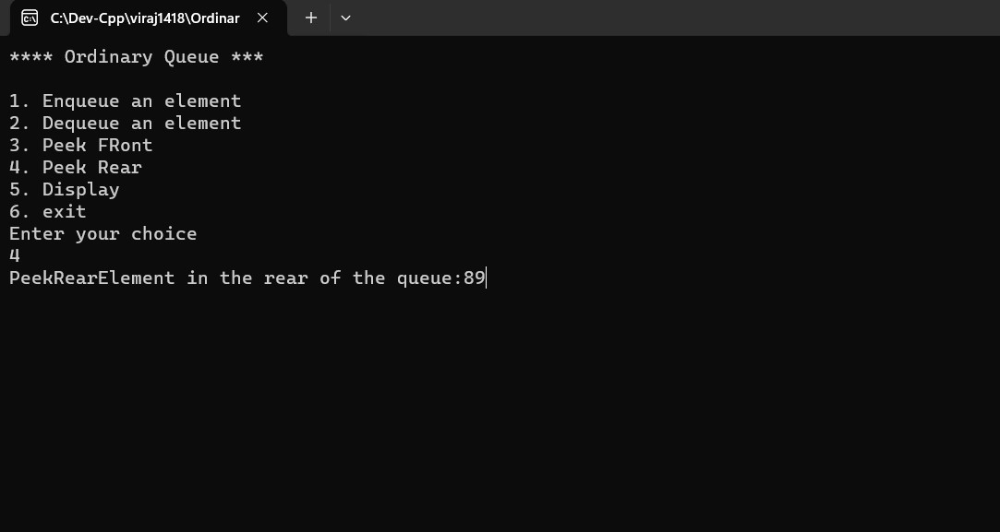 C:\Dev-Cpp\viraj1418\Ordinar
**** Ordinary Queue ***
1. Enqueue an element
2. Dequeue an element
3. Peek FRont
4. Peek Rear
5. Display
6. exit
Enter your choice
4
PeekRearElement in the rear of the queue:89